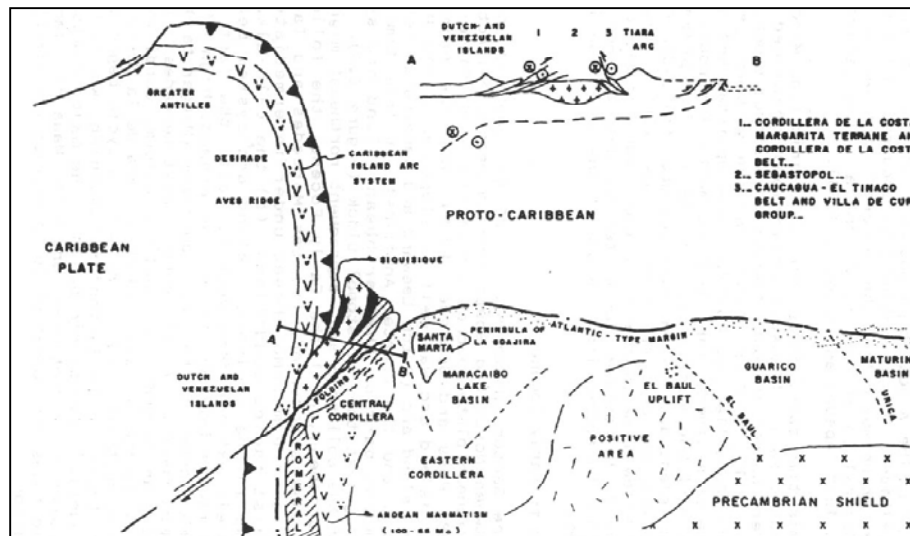 DUTCH AND
VENEZUELAN
ISLANDS
1 2 3
TIARA
ARC
A
B
GREATER
ANTILLES
1.. CORDILLERA DE LA COST
MARGARITA TERRANE A
CORDILLERA DE LA COST
BELT...
2.. SEBASTOPOL..
3.. CAUCAGUA - EL TINACO
BELT AND VILLA DE CUR
GROUP...
DESIRADE
CARIBBEAN
ISLAND ARC
SYSTEM
AVES RIDGE
PROTO-CARIBBEAN
CARIBBEAN
PLATE
SIQUISIQUE
A
B
SANTA
MARTA
PENINSULA OF
LA GOAJIRA
ATLANTIC-TYPE MARGIN
MARACAIBO
LAKE
BASIN
GUARICO
BASIN
MATURIN
BASIN
DUTCH AND
VENEZUELAN
ISLANDS
FOLDING
CENTRAL
CORDILLERA
EL BAUL
UPLIFT
EL BAUL
URICA
EASTERN
CORDILLERA
POSITIVE
AREA
ROMERAL
PRECAMBRIAN SHIELD
ANDEAN MAGMATISM